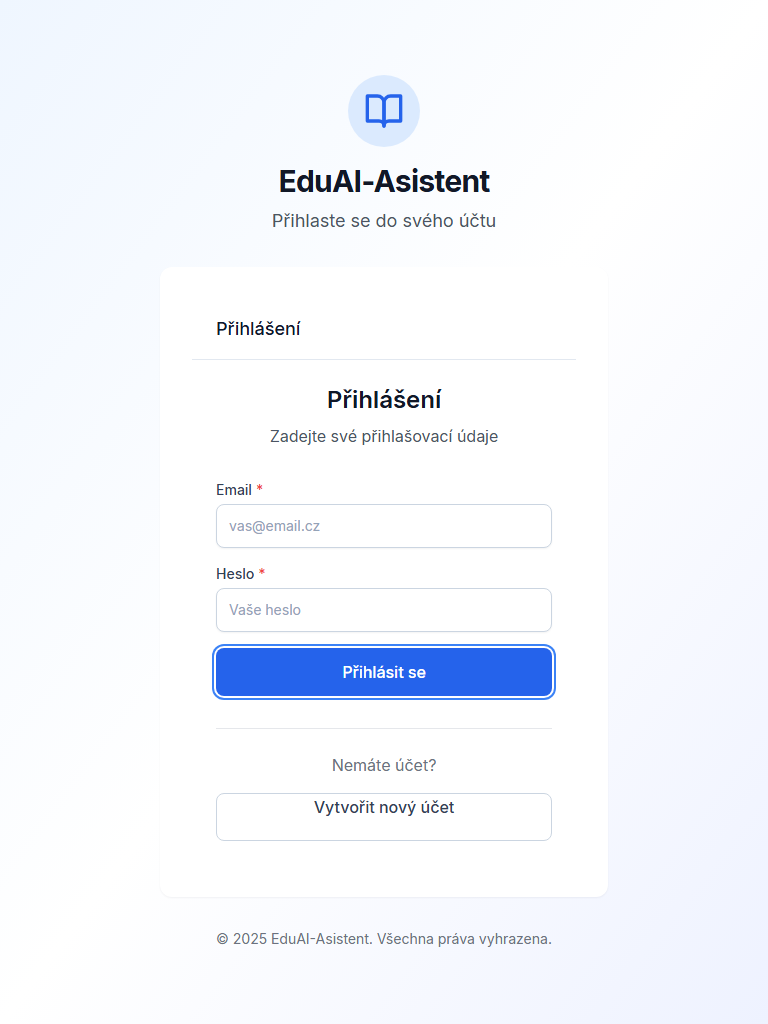 EduAI-Asistent
Přihlaste se do svého účtu
Přihlášení
Přihlášení
Zadejte své přihlašovací údaje
Email *
vas@email.cz
Heslo *
Vaše heslo
Přihlásit se
Nemáte účet?
Vytvořit nový účet
© 2025 EduAI-Asistent. Všechna práva vyhrazena.